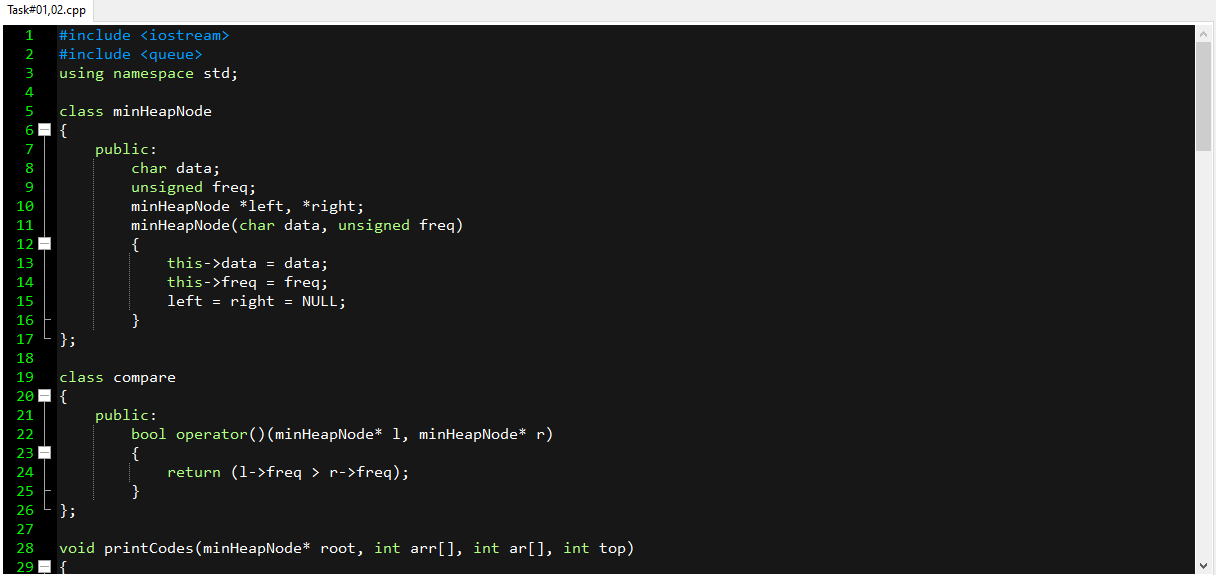 Task#01,02.cpp
1 #include <iostream>
2 #include <queue>
3 using namespace std;
4
5 class minHeapNode
6 {
7     public:
8         char data;
9         unsigned freq;
10         minHeapNode *left, *right;
11         minHeapNode(char data, unsigned freq)
12         {
13             this->data = data;
14             this->freq = freq;
15             left = right = NULL;
16         }
17 };
18
19 class compare
20 {
21     public:
22         bool operator()(minHeapNode* l, minHeapNode* r)
23         {
24             return (l->freq > r->freq);
25         }
26 };
27
28 void printCodes(minHeapNode* root, int arr[], int ar[], int top)
29 {